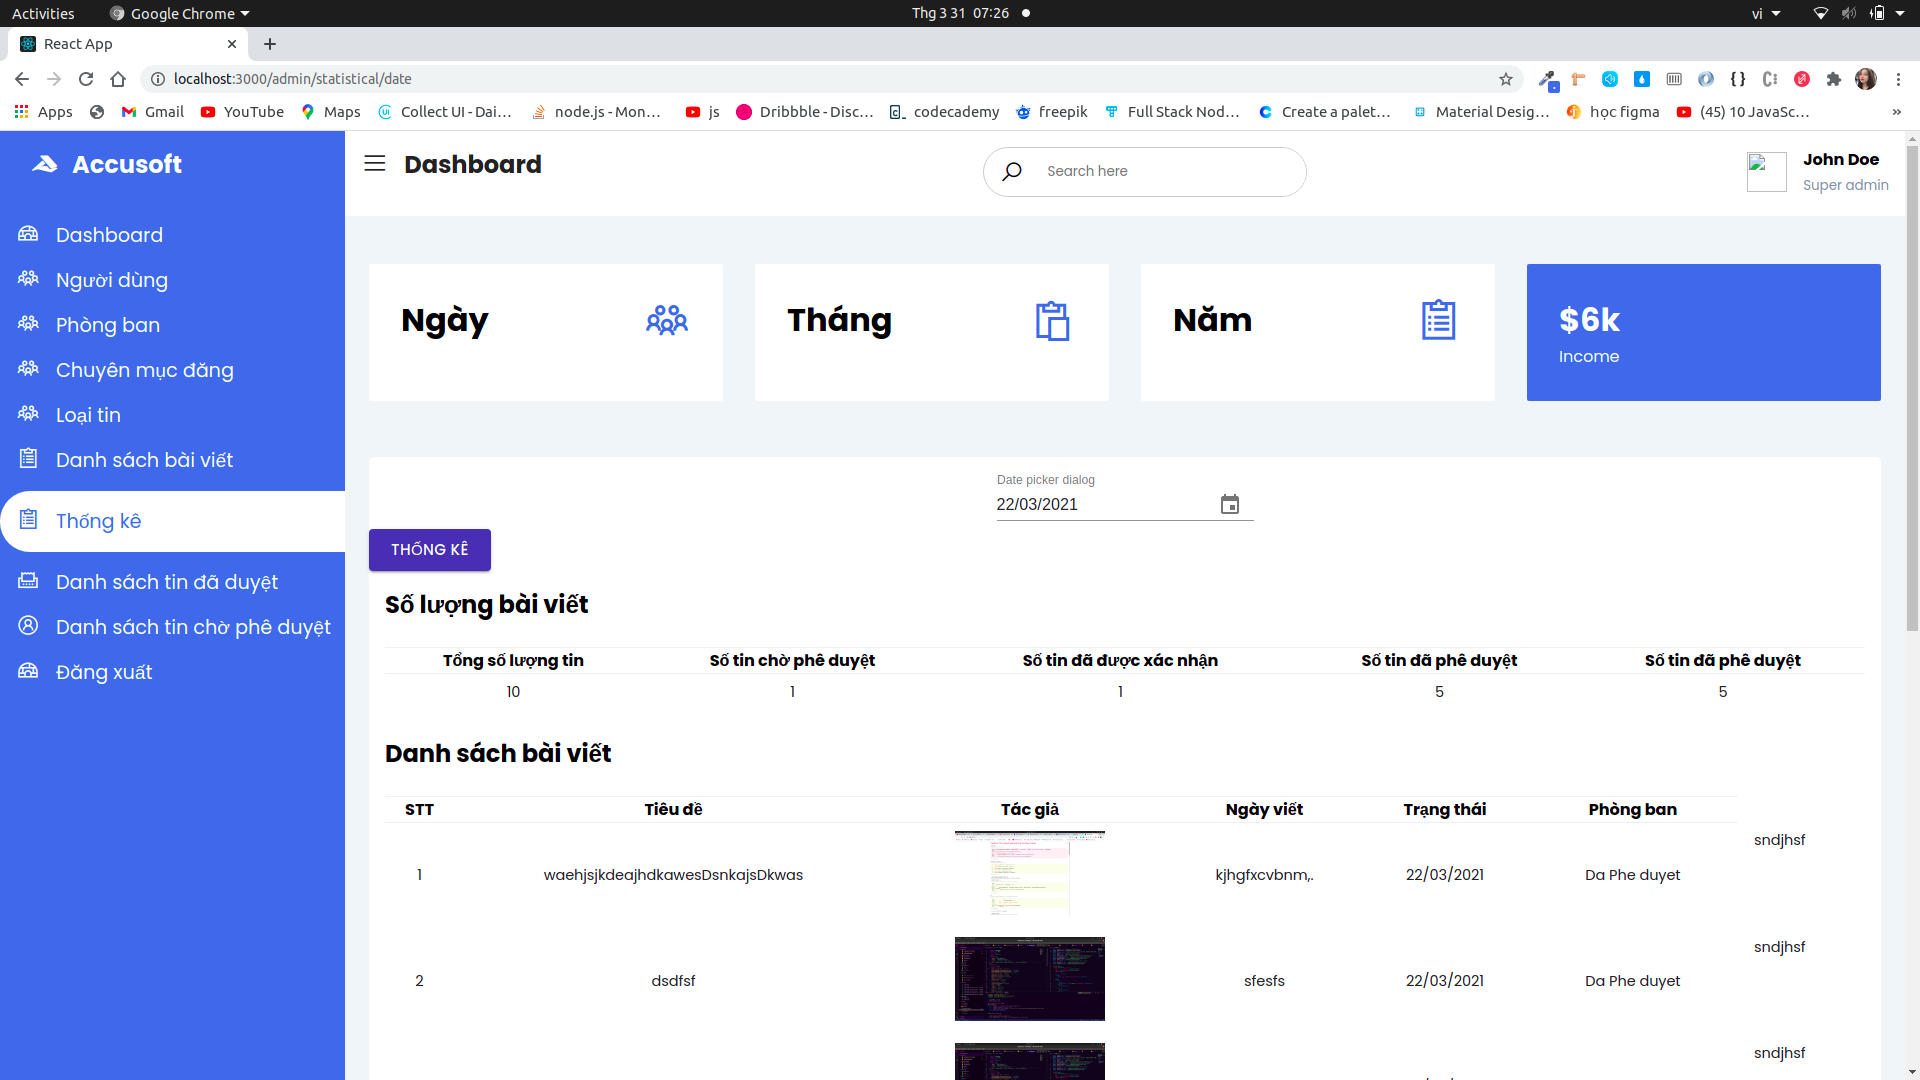 Activities
Google Chrome
Thg 3 31 07:26
vi
React App
localhost:3000/admin/statistical/date
Apps
Gmail
YouTube
Maps
Collect UI - Dai...
node.js - Mon...
js
Dribbble - Disc...
codecademy
freepik
Full Stack Nod...
Create a palet...
Material Desig...
học figma
(45) 10 JavaSc...
»
Accusoft
Dashboard
Người dùng
Phòng ban
Chuyên mục đăng
Loại tin
Danh sách bài viết
Thống kê
Danh sách tin đã duyệt
Danh sách tin chờ phê duyệt
Đăng xuất
Dashboard
Search here
John Doe
Super admin
Ngày
Tháng
Năm
$6k
Income
Date picker dialog
22/03/2021
THỐNG KÊ
Số lượng bài viết
Tổng số lượng tin Số tin chờ phê duyệt Số tin đã được xác nhận Số tin đã phê duyệt Số tin đã phê duyệt
10 1 1 5 5
Danh sách bài viết
STT Tiêu đề Tác giả Ngày viết Trạng thái Phòng ban
sndjhsf
1 waehjsjkdeajhdkawesDsnkajsDkwas kjhgfxcvbnm,. 22/03/2021 Da Phe duyet
sndjhsf
2 dsdfsf sfesfs 22/03/2021 Da Phe duyet
sndjhsf